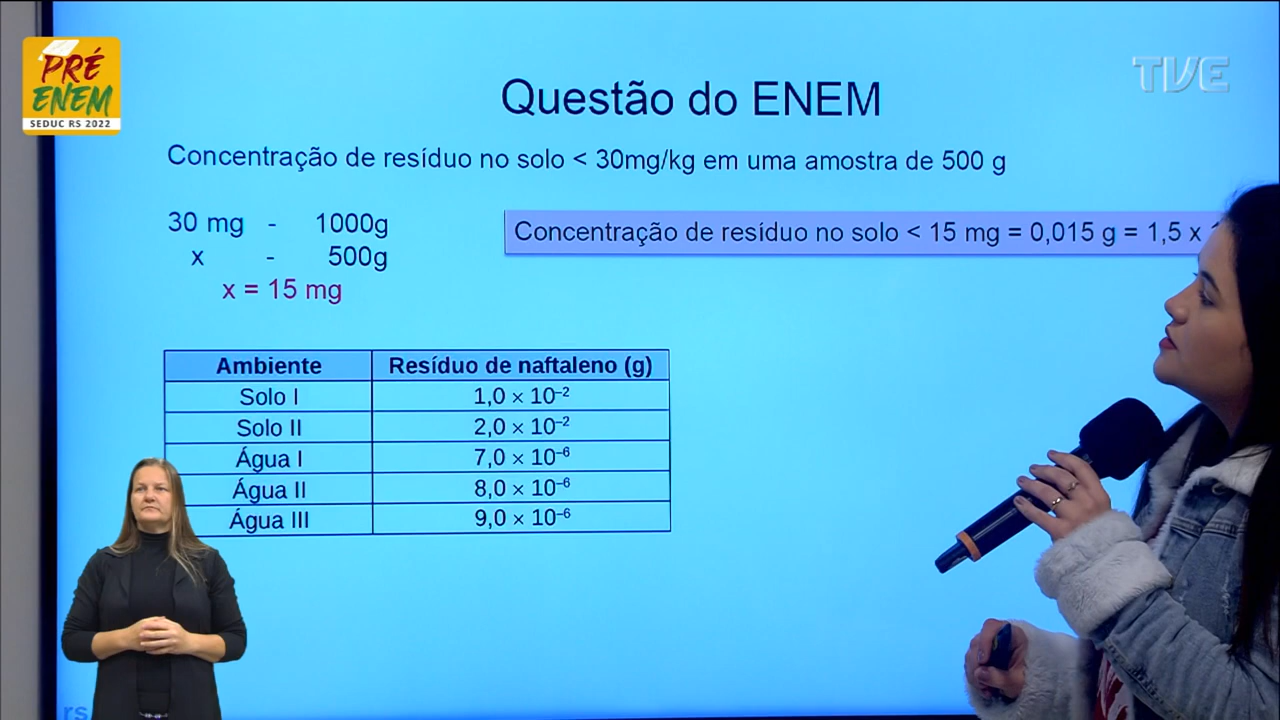 PRÉ
ENEM
SEDUC RS 2022
TVE
Questão do ENEM
Concentração de resíduo no solo < 30mg/kg em uma amostra de 500 g
30 mg - 1000g
x - 500g
x = 15 mg
Concentração de resíduo no solo < 15 mg = 0,015 g = 1,5 x
Ambiente Resíduo de naftaleno (g)
Solo I 1,0 × 10⁻²
Solo II 2,0 × 10⁻²
Água I 7,0 × 10⁻⁶
Água II 8,0 × 10⁻⁶
Água III 9,0 × 10⁻⁶
rs